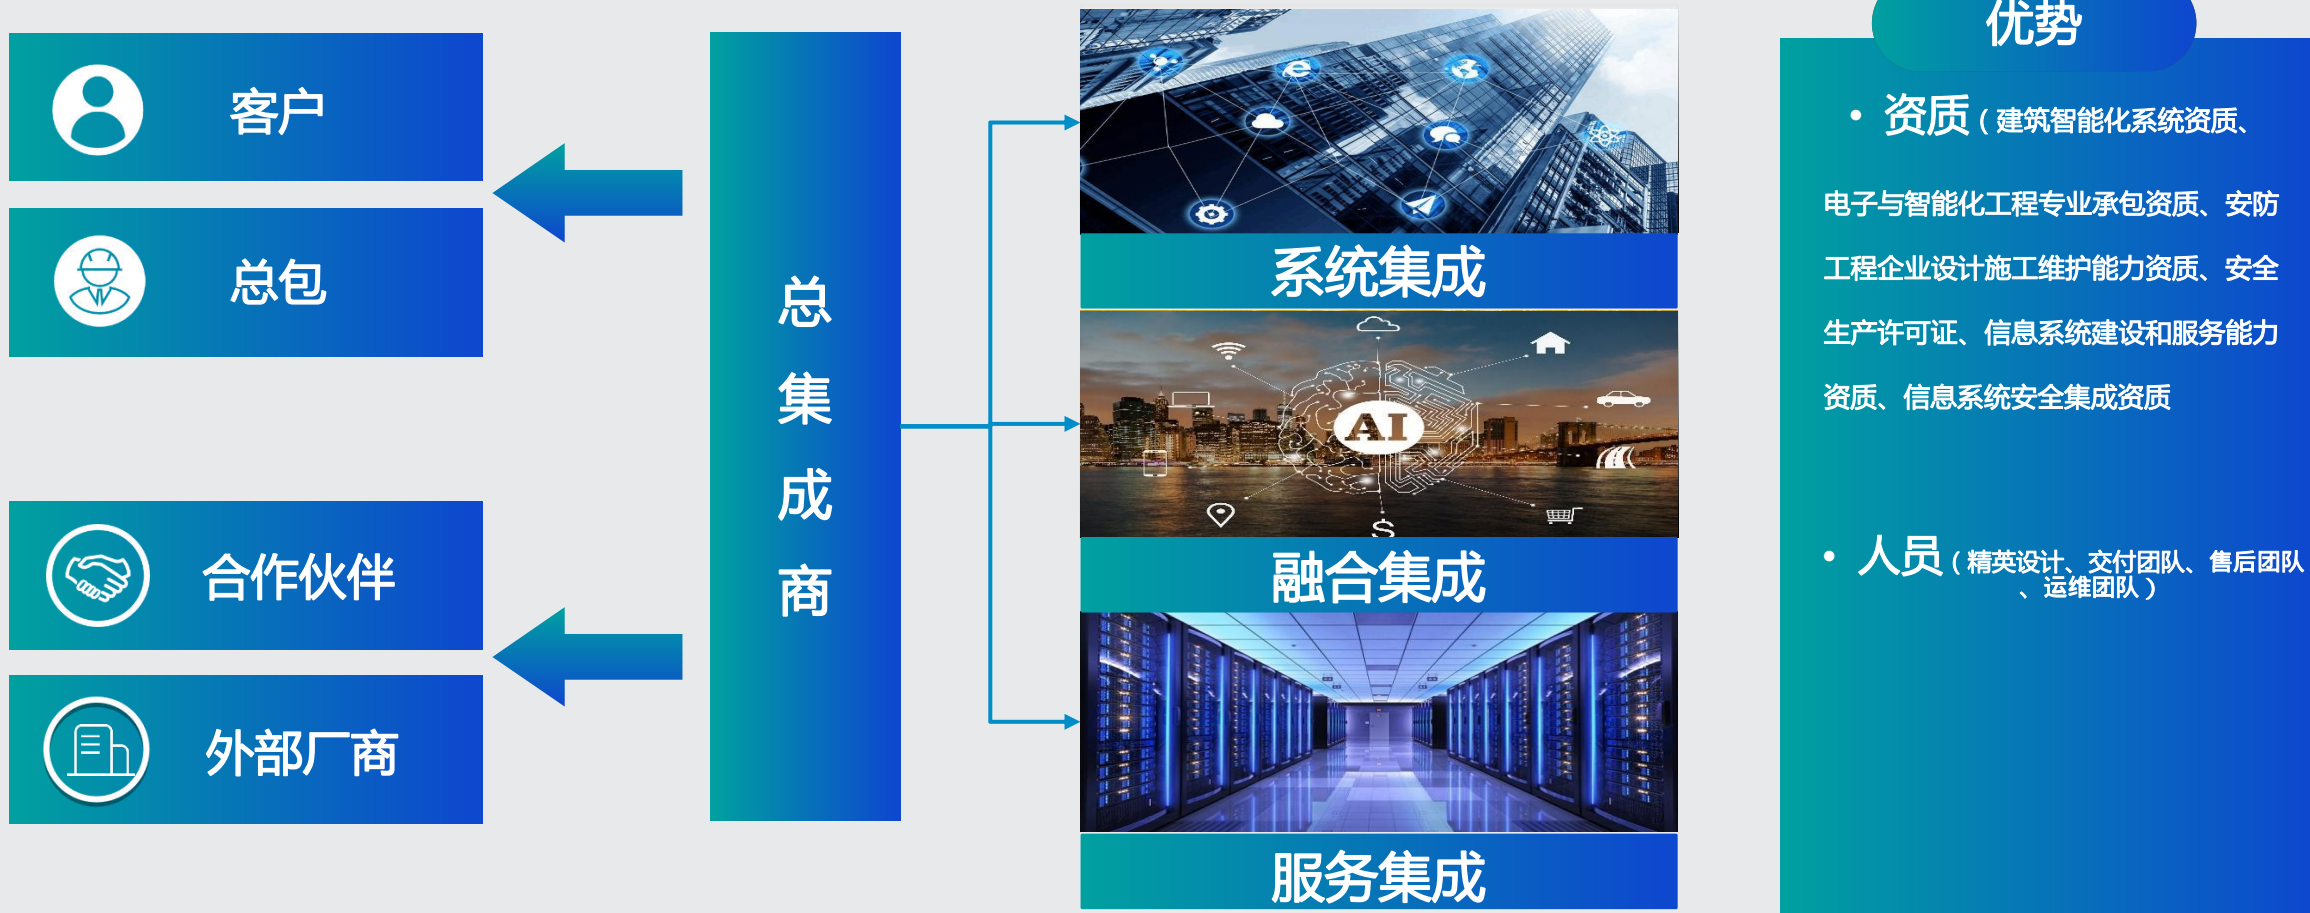 客户
总包
合作伙伴
外部厂商
总
集
成
商
系统集成
AI
融合集成
服务集成
优势
• 资质（建筑智能化系统资质、
电子与智能化工程专业承包资质、安防
工程企业设计施工维护能力资质、安全
生产许可证、信息系统建设和服务能力
资质、信息系统安全集成资质
• 人员（精英设计、交付团队、售后团队
、运维团队）